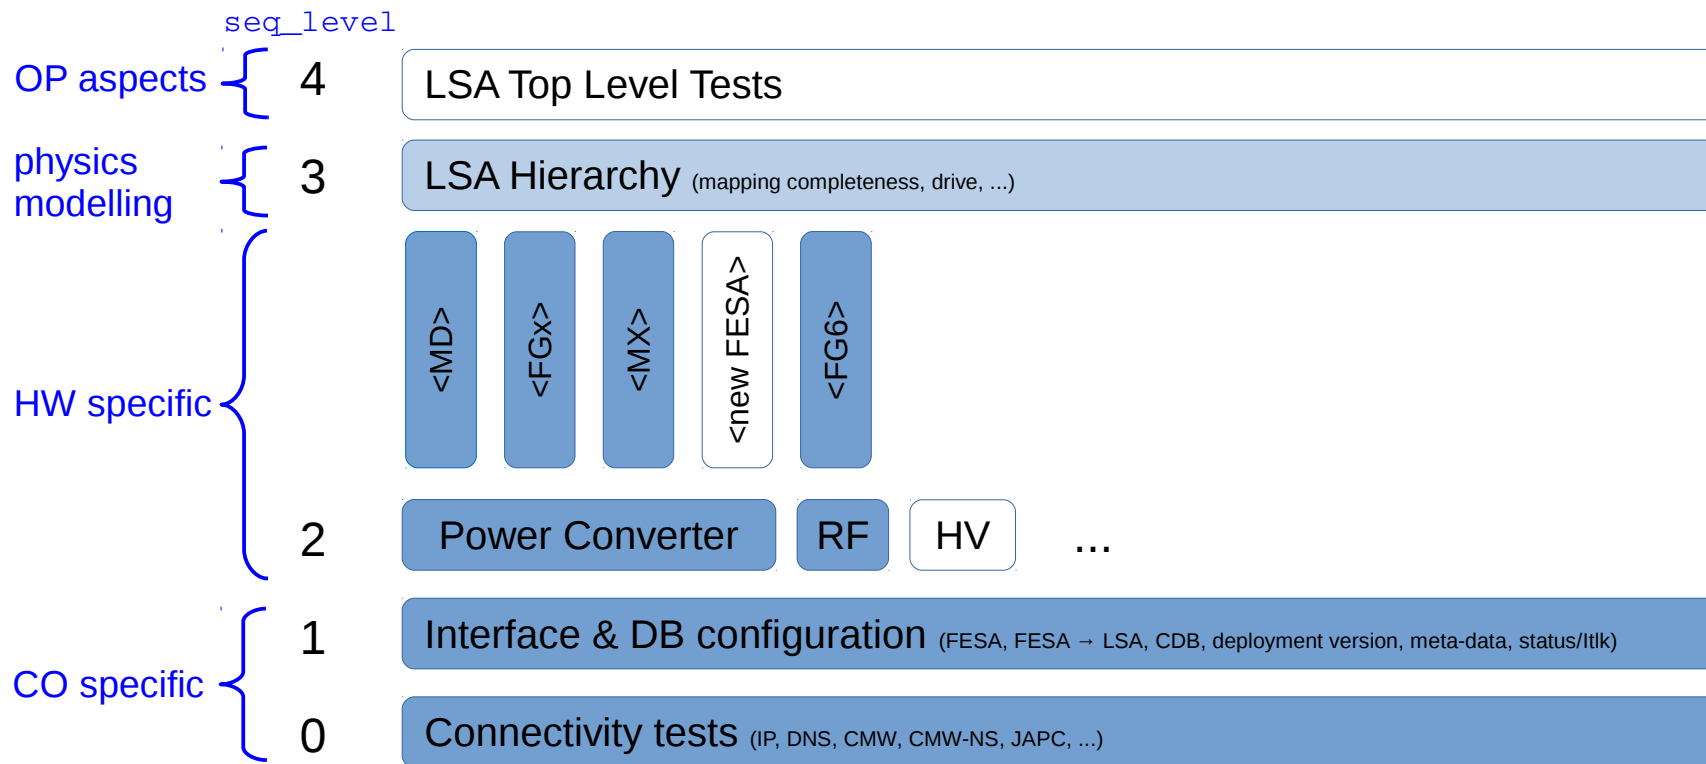 seq_level
OP aspects 4 LSA Top Level Tests
physics modelling 3 LSA Hierarchy (mapping completeness, drive, ...)
HW specific
<MD> <FGx> <MX> <new FESA> <FG6>
2 Power Converter RF HV ...
CO specific
1 Interface & DB configuration (FESA, FESA → LSA, CDB, deployment version, meta-data, status/Itlk)
0 Connectivity tests (IP, DNS, CMW, CMW-NS, JAPC, ...)